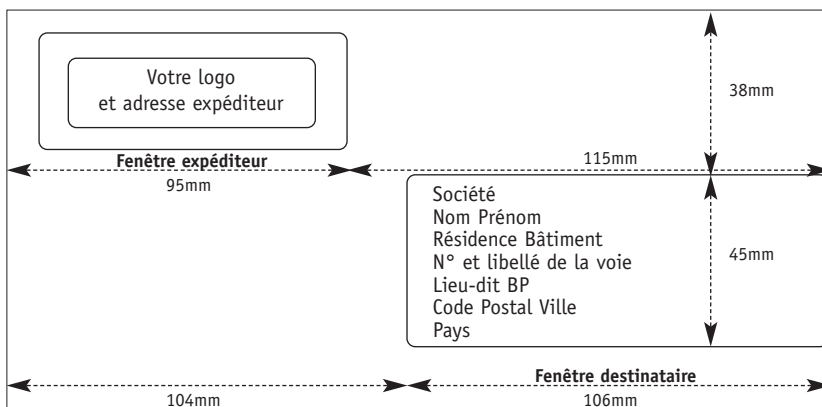 Votre logo
et adresse expéditeur
38mm
Fenêtre expéditeur
115mm
95mm
Société
Nom Prénom
Résidence Bâtiment
N° et libellé de la voie
Lieu-dit BP
Code Postal Ville
Pays
45mm
Fenêtre destinataire
104mm
106mm